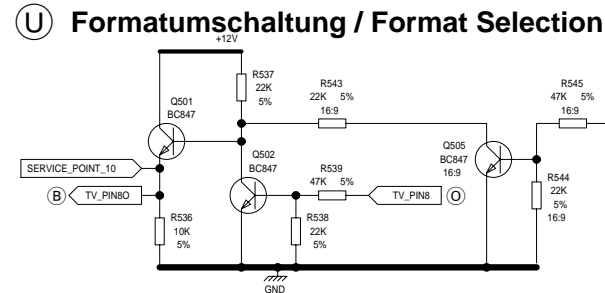 U Formatumschaltung / Format Selection
+12V
R537
22K
5%
R543
22K 5%
16:9
R545
47K 5%
16:9
Q501
BC847
Q502
BC847
Q505
BC847
16:9
SERVICE_POINT_10
R539
47K 5%
R544
22K
5%
16:9
B TV_PIN8O
TV_PIN8 O
R536
10K
5%
R538
22K
5%
GND